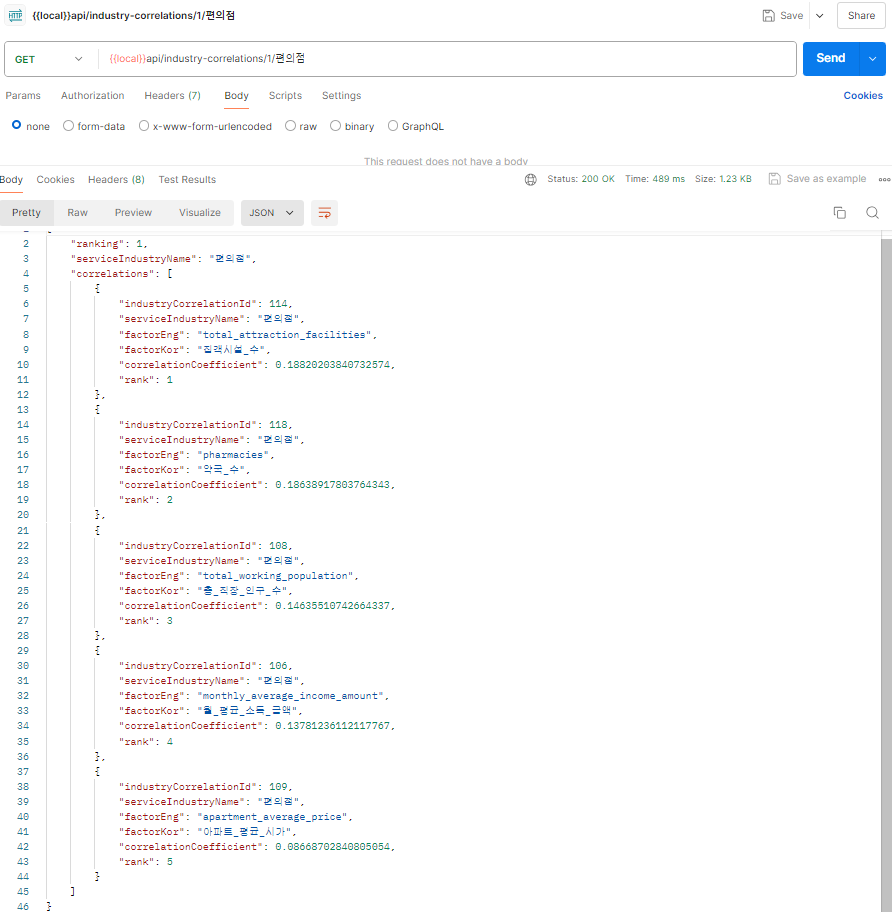 HTTP {{local}}api/industry-correlations/1/편의점 Save Share
GET {{local}}api/industry-correlations/1/편의점 Send
Params Authorization Headers (7) Body Scripts Settings Cookies
none form-data x-www-form-urlencoded raw binary GraphQL
This request does not have a body
Body Cookies Headers (8) Test Results Status: 200 OK Time: 489 ms Size: 1.23 KB Save as example
Pretty Raw Preview Visualize JSON
2 "ranking": 1,
3 "serviceIndustryName": "편의점",
4 "correlations": [
5 {
6 "industryCorrelationId": 114,
7 "serviceIndustryName": "편의점",
8 "factorEng": "total_attraction_facilities",
9 "factorKor": "집객시설_수",
10 "correlationCoefficient": 0.18820203840732574,
11 "rank": 1
12 },
13 {
14 "industryCorrelationId": 118,
15 "serviceIndustryName": "편의점",
16 "factorEng": "pharmacies",
17 "factorKor": "약국_수",
18 "correlationCoefficient": 0.18638917803764343,
19 "rank": 2
20 },
21 {
22 "industryCorrelationId": 108,
23 "serviceIndustryName": "편의점",
24 "factorEng": "total_working_population",
25 "factorKor": "총_직장_인구_수",
26 "correlationCoefficient": 0.14635510742664337,
27 "rank": 3
28 },
29 {
30 "industryCorrelationId": 106,
31 "serviceIndustryName": "편의점",
32 "factorEng": "monthly_average_income_amount",
33 "factorKor": "월_평균_소득_금액",
34 "correlationCoefficient": 0.13781236112117767,
35 "rank": 4
36 },
37 {
38 "industryCorrelationId": 109,
39 "serviceIndustryName": "편의점",
40 "factorEng": "apartment_average_price",
41 "factorKor": "아파트_평균_시가",
42 "correlationCoefficient": 0.08668702840805054,
43 "rank": 5
44 }
45 ]
46 }